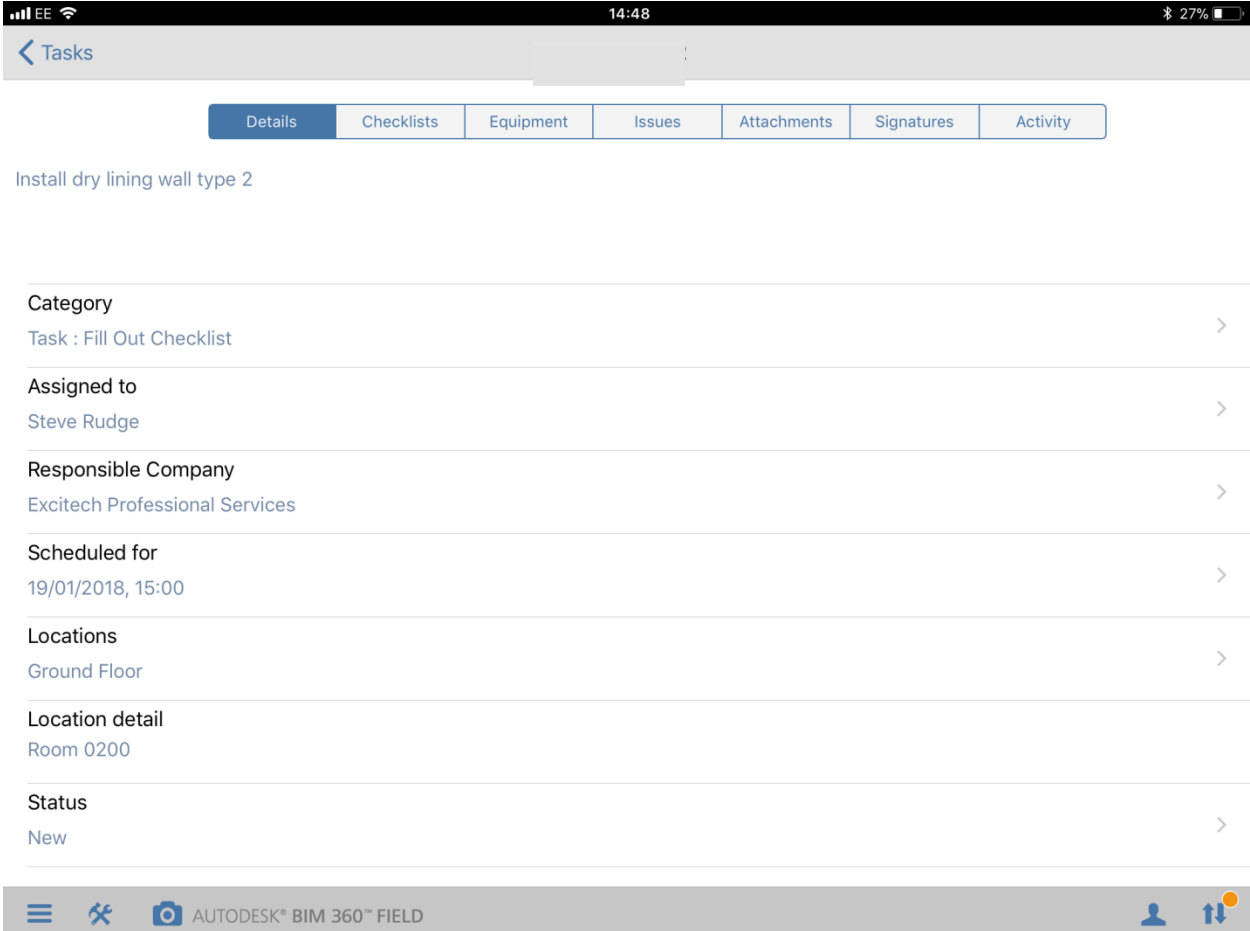 EE 14:48 27%
Tasks
Details Checklists Equipment Issues Attachments Signatures Activity
Install dry lining wall type 2
Category
Task : Fill Out Checklist
Assigned to
Steve Rudge
Responsible Company
Excitech Professional Services
Scheduled for
19/01/2018, 15:00
Locations
Ground Floor
Location detail
Room 0200
Status
New
AUTODESK® BIM 360™ FIELD